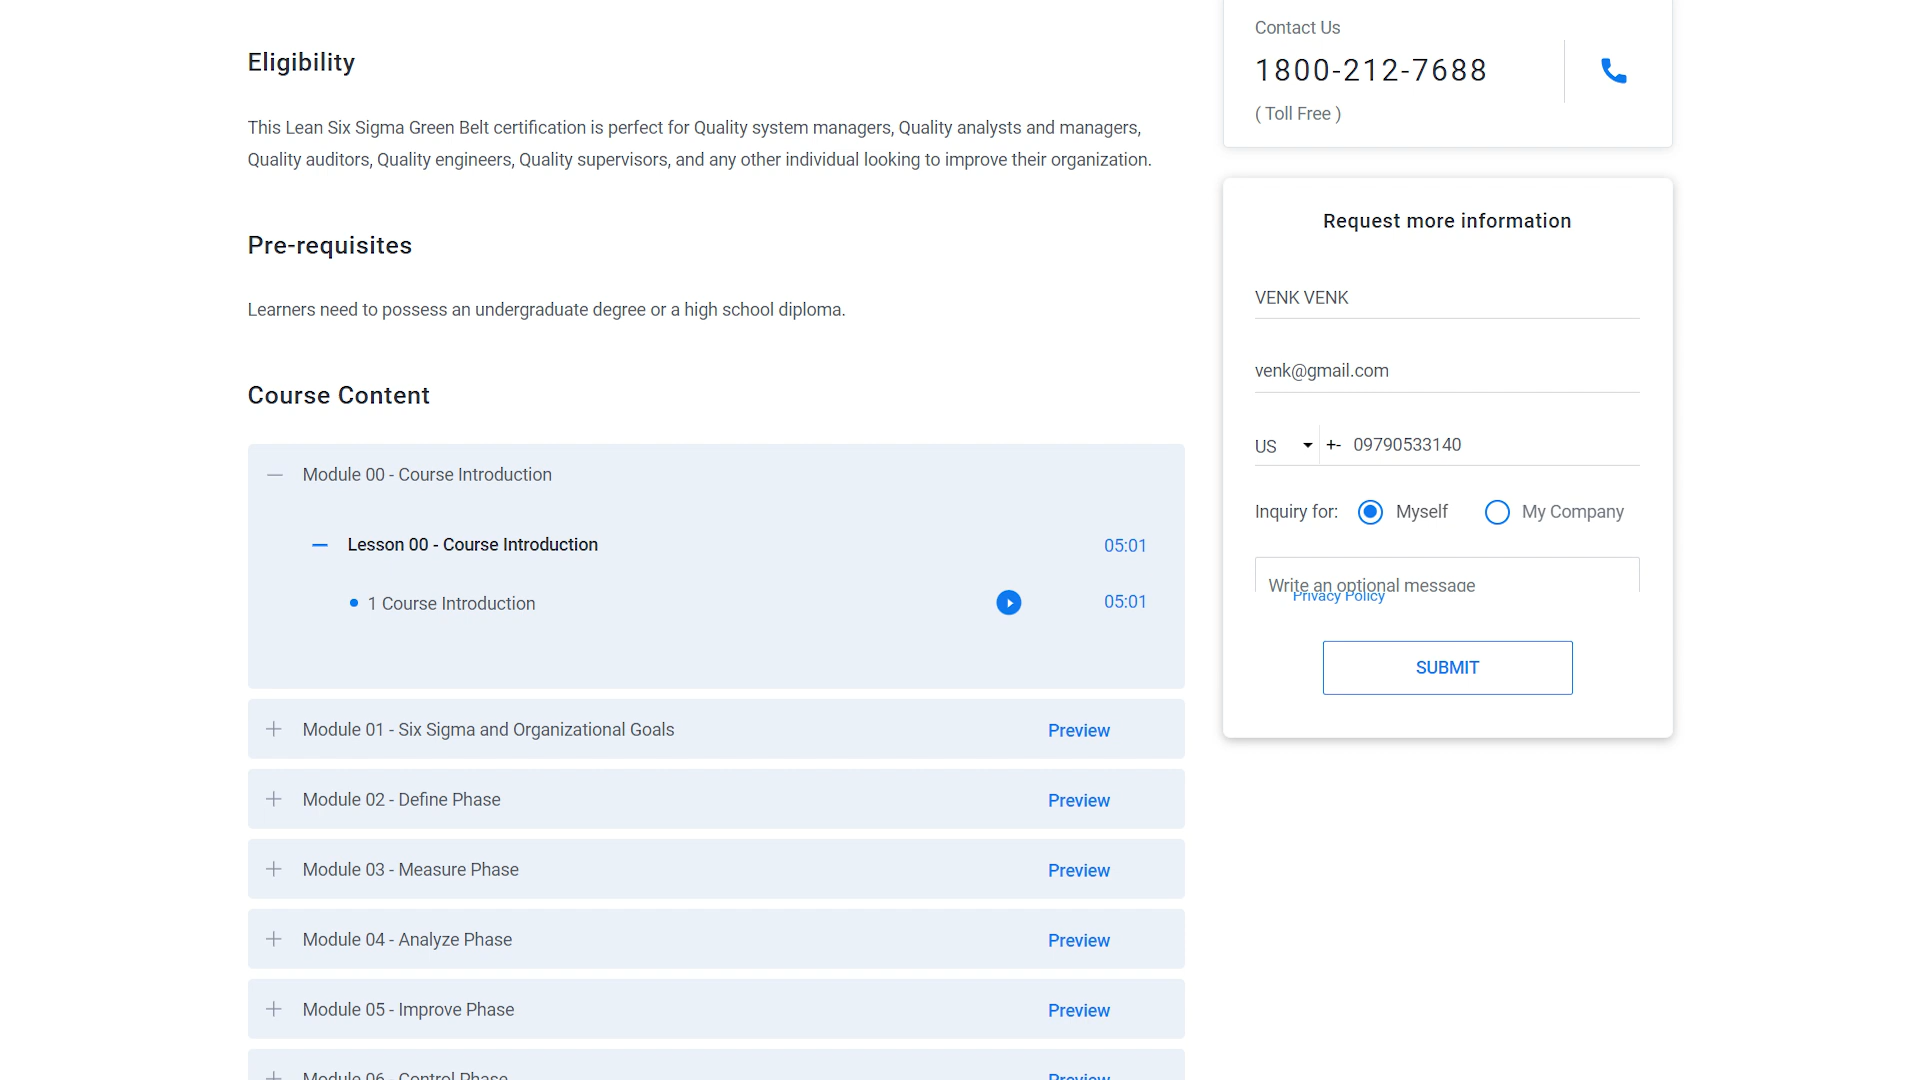 Eligibility
This Lean Six Sigma Green Belt certification is perfect for Quality system managers, Quality analysts and managers,
Quality auditors, Quality engineers, Quality supervisors, and any other individual looking to improve their organization.
Pre-requisites
Learners need to possess an undergraduate degree or a high school diploma.
Course Content
Module 00 - Course Introduction
Lesson 00 - Course Introduction 05:01
1 Course Introduction 05:01
Module 01 - Six Sigma and Organizational Goals Preview
Module 02 - Define Phase Preview
Module 03 - Measure Phase Preview
Module 04 - Analyze Phase Preview
Module 05 - Improve Phase Preview
Module 06 - Control Phase Preview
Contact Us
1800-212-7688
( Toll Free )
Request more information
VENK VENK
venk@gmail.com
US +- 09790533140
Inquiry for: Myself My Company
Write an optional message
Privacy Policy
SUBMIT